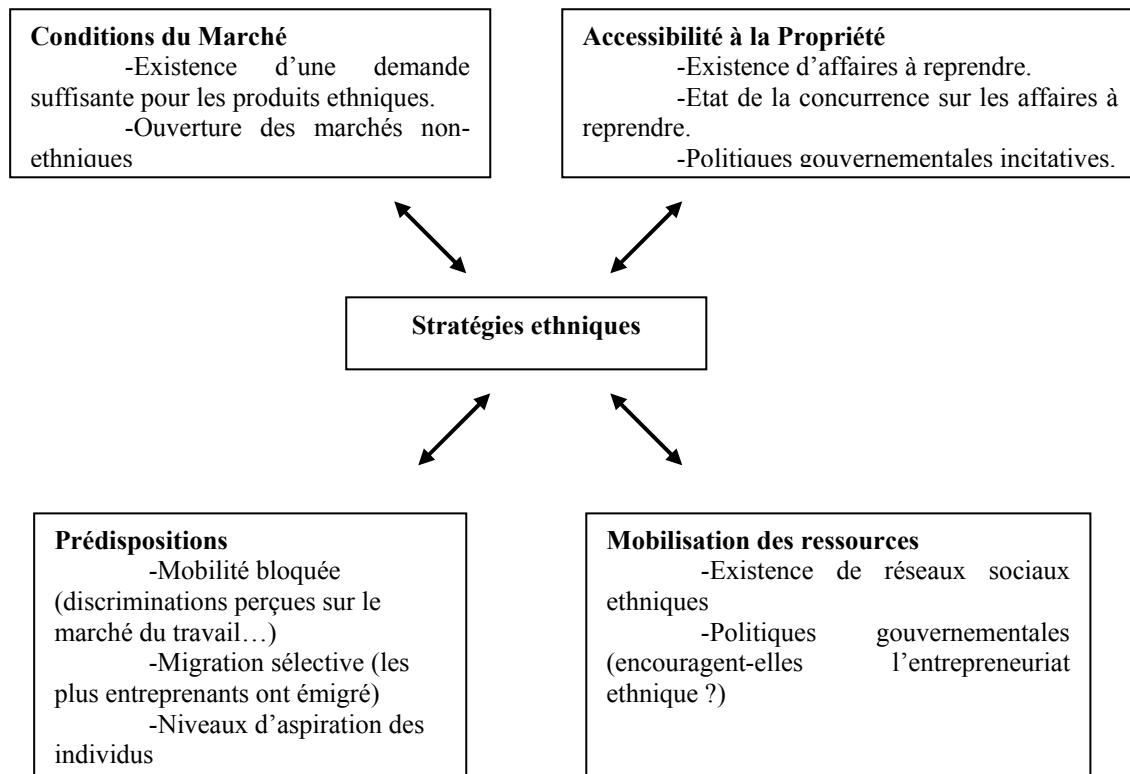 Conditions du Marché
-Existence d’une demande
suffisante pour les produits ethniques.
-Ouverture des marchés non-
ethniques
Accessibilité à la Propriété
-Existence d’affaires à reprendre.
-Etat de la concurrence sur les affaires à
reprendre.
-Politiques gouvernementales incitatives.
Stratégies ethniques
Prédispositions
-Mobilité bloquée
(discriminations perçues sur le
marché du travail…)
-Migration sélective (les
plus entreprenants ont émigré)
-Niveaux d’aspiration des
individus
Mobilisation des ressources
-Existence de réseaux sociaux
ethniques
-Politiques gouvernementales
(encouragent-elles l’entrepreneuriat
ethnique ?)